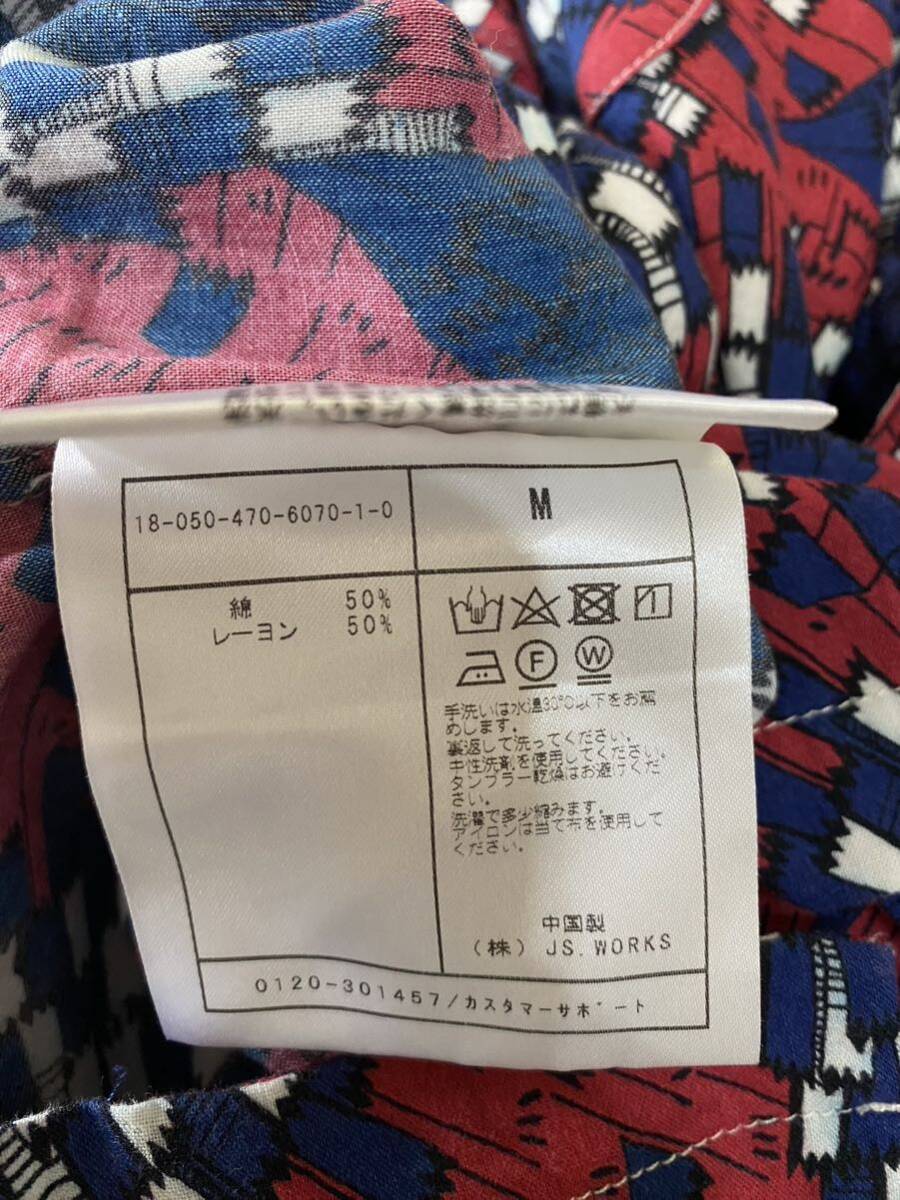 18-050-470-6070-1-0
M
綿 50%
レーヨン 50%
F
W
手洗いは水温30℃以下をお薦
めします。
裏返して洗ってください。
中性洗剤を使用してください。
タンブラー乾燥はお避けくだ
さい。
洗濯で多少縮みます。
アイロンは当て布を使用して
ください。
中国製
(株) JS.WORKS
0120-301457/カスタマーサポート